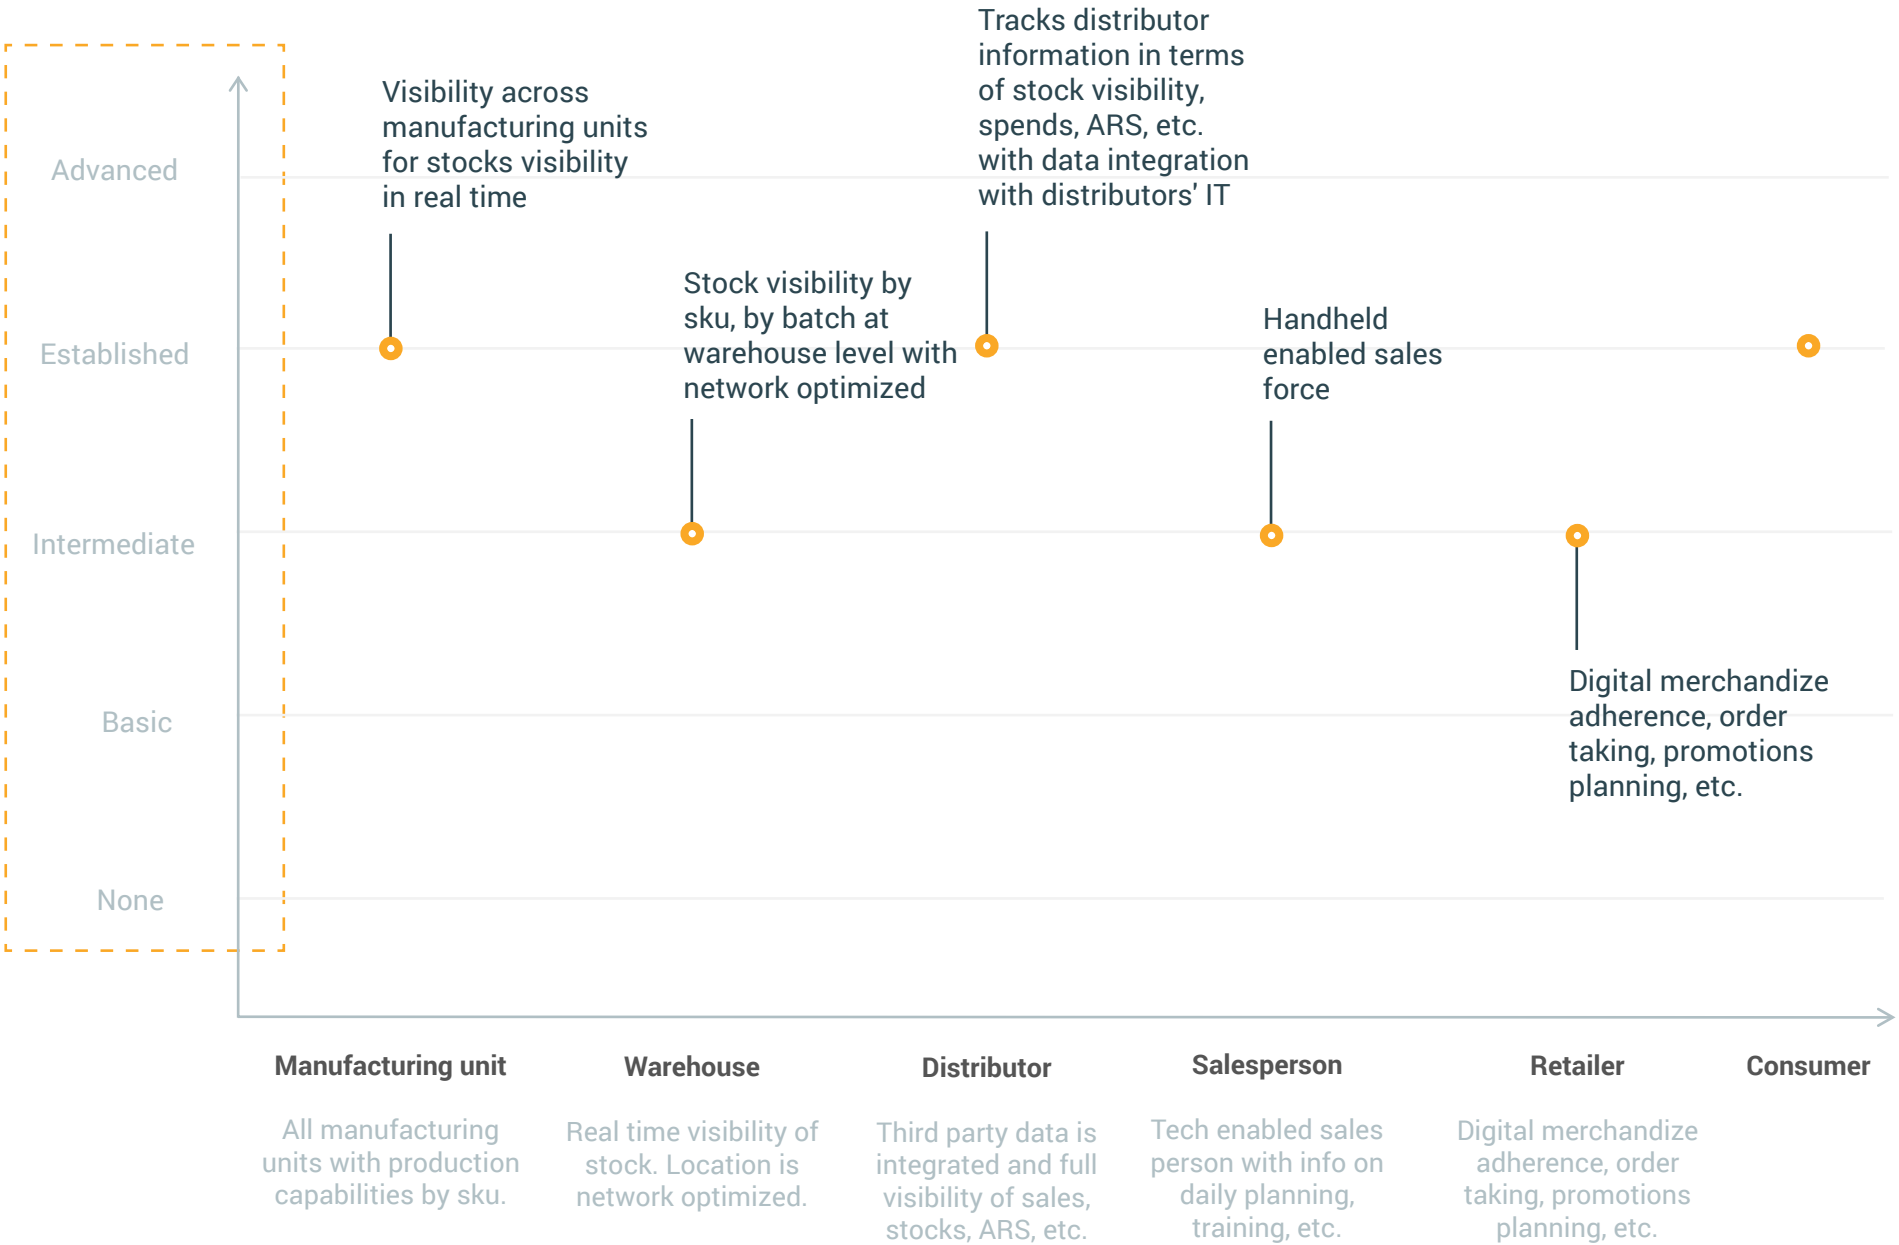 Tracks distributor
information in terms
of stock visibility,
spends, ARS, etc.
with data integration
with distributors' IT
Visibility across
manufacturing units
for stocks visibility
in real time
Stock visibility by
sku, by batch at
warehouse level with
network optimized
Handheld
enabled sales
force
Digital merchandize
adherence, order
taking, promotions
planning, etc.
Advanced
Established
Intermediate
Basic
None
Manufacturing unit
All manufacturing
units with production
capabilities by sku.
Warehouse
Real time visibility of
stock. Location is
network optimized.
Distributor
Third party data is
integrated and full
visibility of sales,
stocks, ARS, etc.
Salesperson
Tech enabled sales
person with info on
daily planning,
training, etc.
Retailer
Digital merchandize
adherence, order
taking, promotions
planning, etc.
Consumer